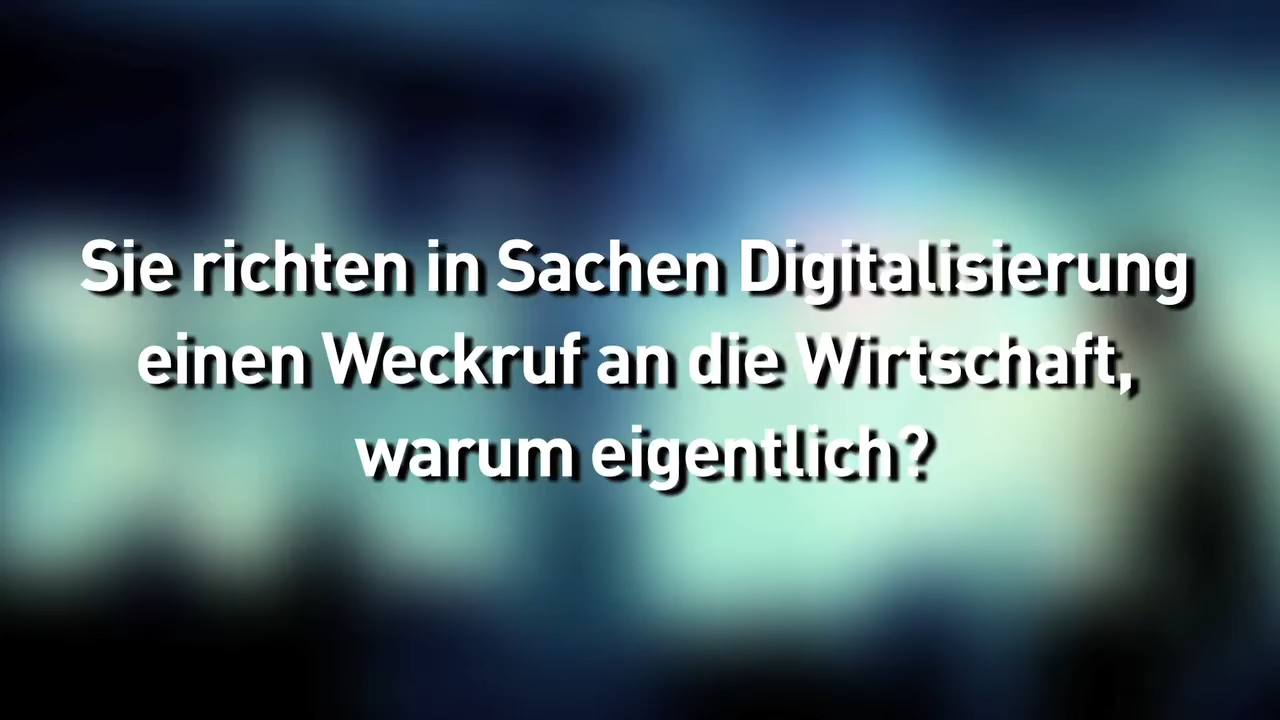 Sie richten in Sachen Digitalisierung
einen Weckruf an die Wirtschaft,
warum eigentlich?